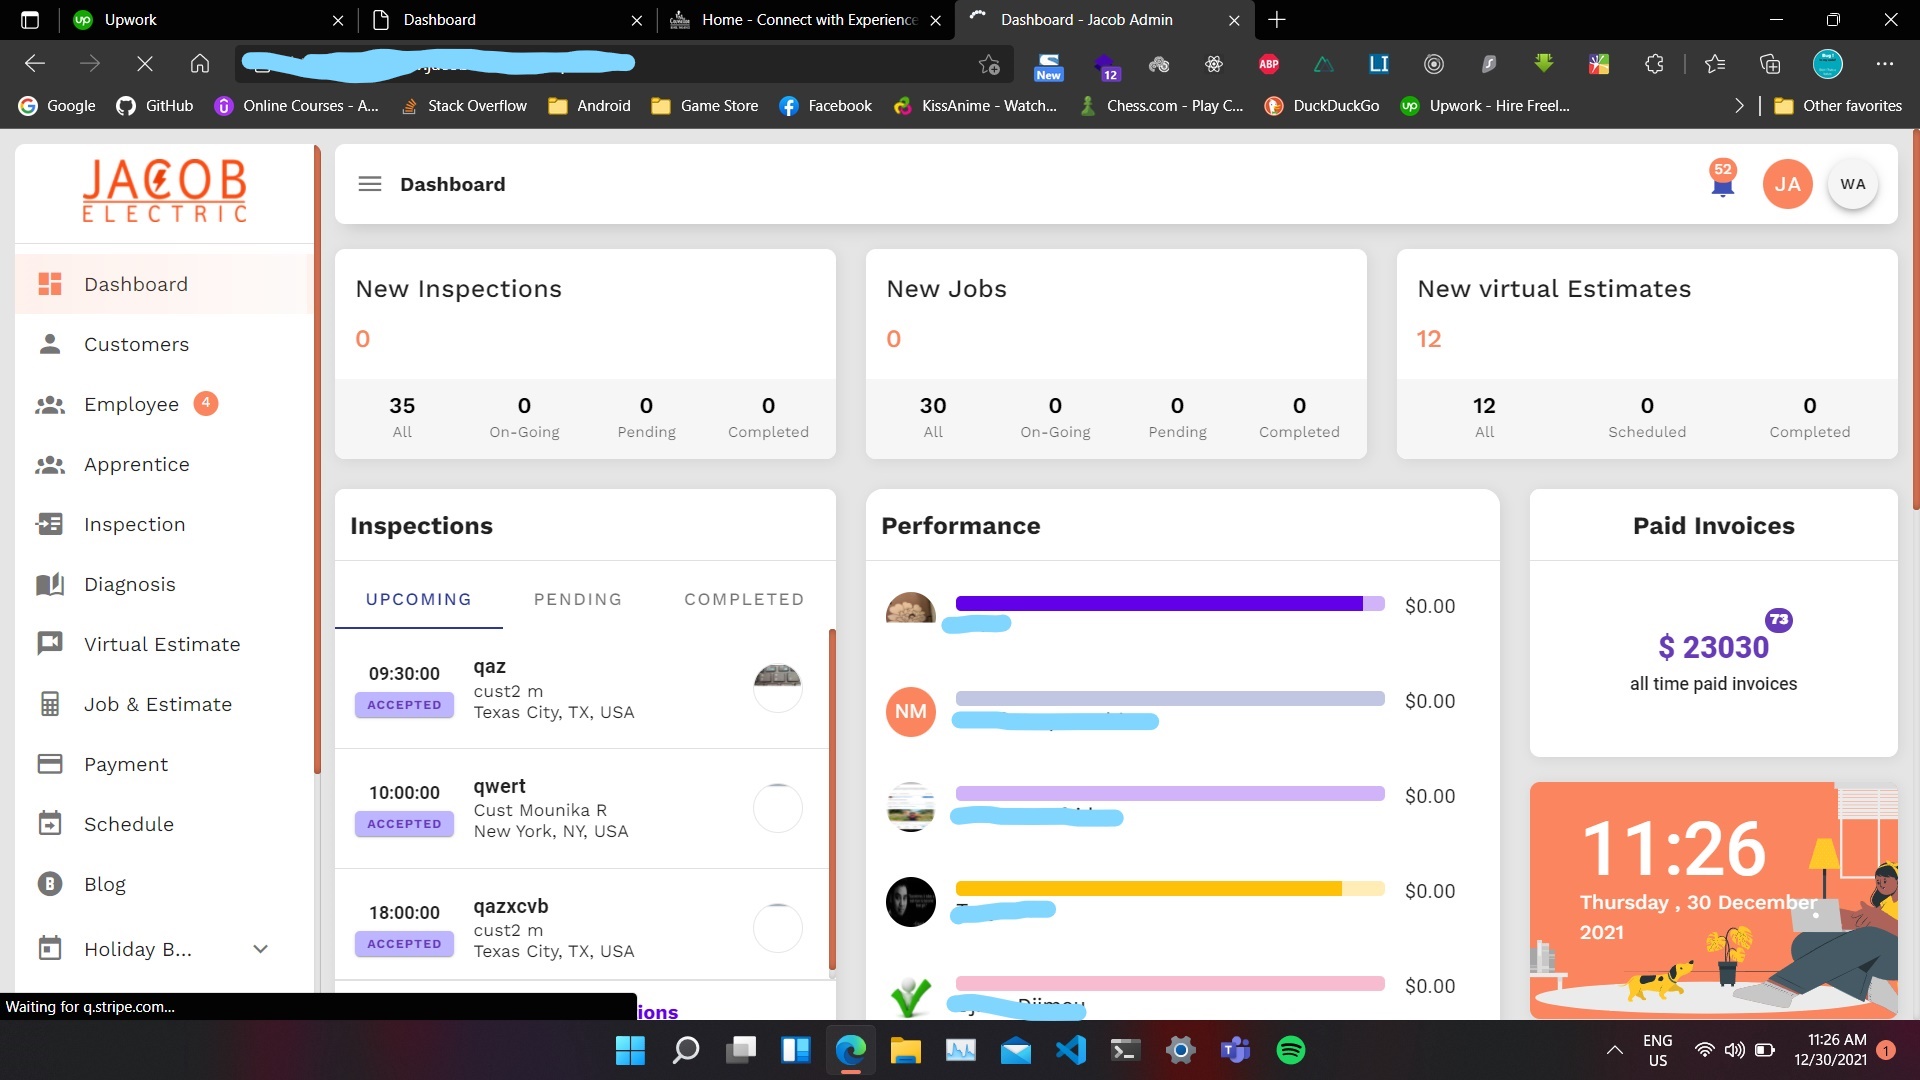 Upwork
Dashboard
Home - Connect with Experience
Dashboard - Jacob Admin
New
12
ABP
LI
Google
GitHub
Online Courses - A...
Stack Overflow
Android
Game Store
Facebook
KissAnime - Watch...
Chess.com - Play C...
DuckDuckGo
Upwork - Hire Freel...
Other favorites
JACOB
ELECTRIC
Dashboard
52
JA
WA
Dashboard
Customers
Employee 4
Apprentice
Inspection
Diagnosis
Virtual Estimate
Job & Estimate
Payment
Schedule
Blog
Holiday B...
New Inspections
0
35 0 0 0
All On-Going Pending Completed
New Jobs
0
30 0 0 0
All On-Going Pending Completed
New virtual Estimates
12
12 0 0
All Scheduled Completed
Inspections
UPCOMING PENDING COMPLETED
09:30:00
ACCEPTED
qaz
cust2 m
Texas City, TX, USA
10:00:00
ACCEPTED
qwert
Cust Mounika R
New York, NY, USA
18:00:00
ACCEPTED
qazxcvb
cust2 m
Texas City, TX, USA
ions
Performance
$0.00
NM
$0.00
$0.00
$0.00
$0.00
Paid Invoices
73
$ 23030
all time paid invoices
11:26
Thursday , 30 December
2021
Waiting for q.stripe.com...
ENG
US
11:26 AM
12/30/2021
1